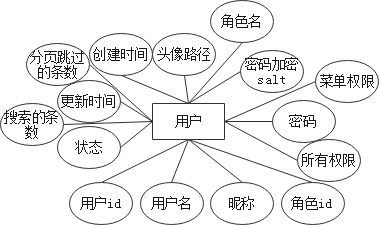 角色名
创建时间
头像路径
分页跳过
的条数
密码加密
salt
菜单权限
更新时间
搜索的条
数
用户
密码
状态
所有权限
用户id
用户名
昵称
角色id